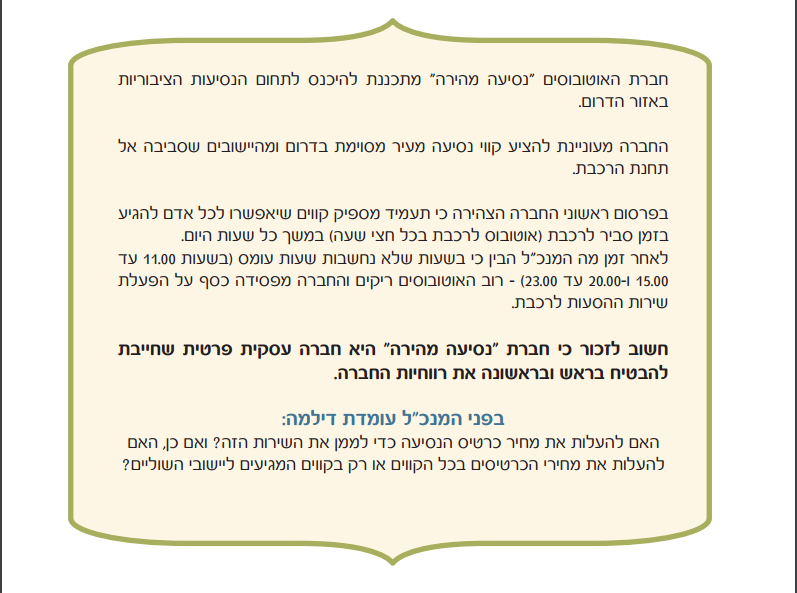 חברת האוטובוסים "נסיעה מהירה" מתכננת להיכנס לתחום הנסיעות הציבוריות
באזור הדרום.
החברה מעוניינת להציע קווי נסיעה מעיר מסוימת בדרום ומהיישובים שסביבה אל
תחנת הרכבת.
בפרסום ראשוני החברה הצהירה כי תעמיד מספיק קווים שיאפשרו לכל אדם להגיע
בזמן סביר לרכבת (אוטובוס לרכבת בכל חצי שעה) במשך כל שעות היום.
לאחר זמן מה המנכ"ל הבין כי בשעות שלא נחשבות שעות עומס (בשעות 11.00 עד
15.00 ו-20.00 עד 23.00) - רוב האוטובוסים ריקים והחברה מפסידה כסף על הפעלת
שירות ההסעות לרכבת.
חשוב לזכור כי חברת "נסיעה מהירה" היא חברה עסקית פרטית שחייבת
להבטיח בראש ובראשונה את רווחיות החברה.
בפני המנכ"ל עומדת דילמה:
האם להעלות את מחיר כרטיס הנסיעה כדי לממן את השירות הזה? ואם כן, האם
להעלות את מחירי הכרטיסים בכל הקווים או רק בקווים המגיעים ליישובי השוליים?